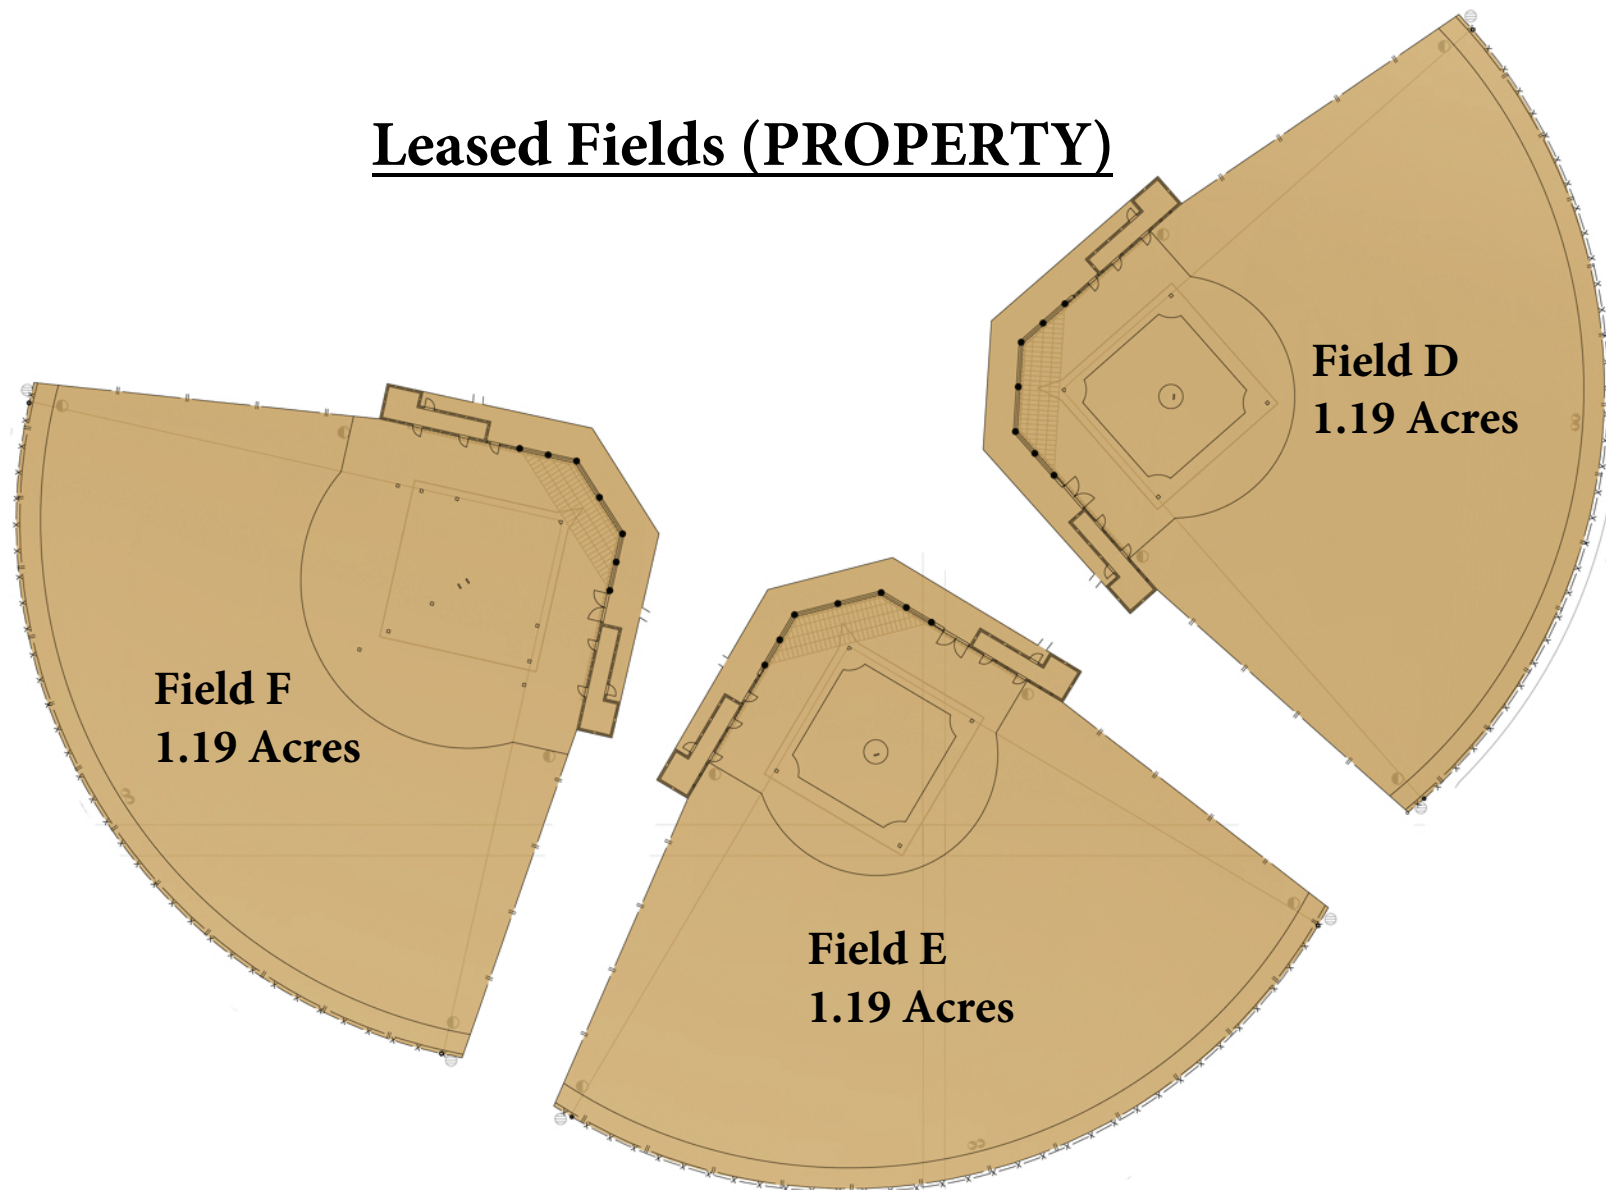 Leased Fields (PROPERTY)
Field D
1.19 Acres
Field F
1.19 Acres
Field E
1.19 Acres